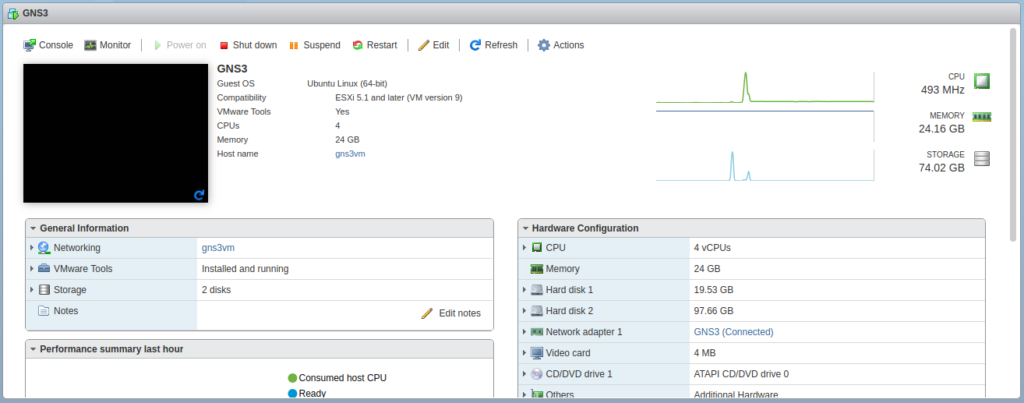 GNS3
Console Monitor Power on Shut down Suspend Restart Edit Refresh Actions
GNS3
Guest OS Ubuntu Linux (64-bit)
Compatibility ESXi 5.1 and later (VM version 9)
VMware Tools Yes
CPUs 4
Memory 24 GB
Host name gns3vm
CPU
493 MHz
MEMORY
24.16 GB
STORAGE
74.02 GB
General Information
Networking gns3vm
VMware Tools Installed and running
Storage 2 disks
Notes Edit notes
Performance summary last hour
Consumed host CPU
Ready
Hardware Configuration
CPU 4 vCPUs
Memory 24 GB
Hard disk 1 19.53 GB
Hard disk 2 97.66 GB
Network adapter 1 GNS3 (Connected)
Video card 4 MB
CD/DVD drive 1 ATAPI CD/DVD drive 0
Others Additional Hardware